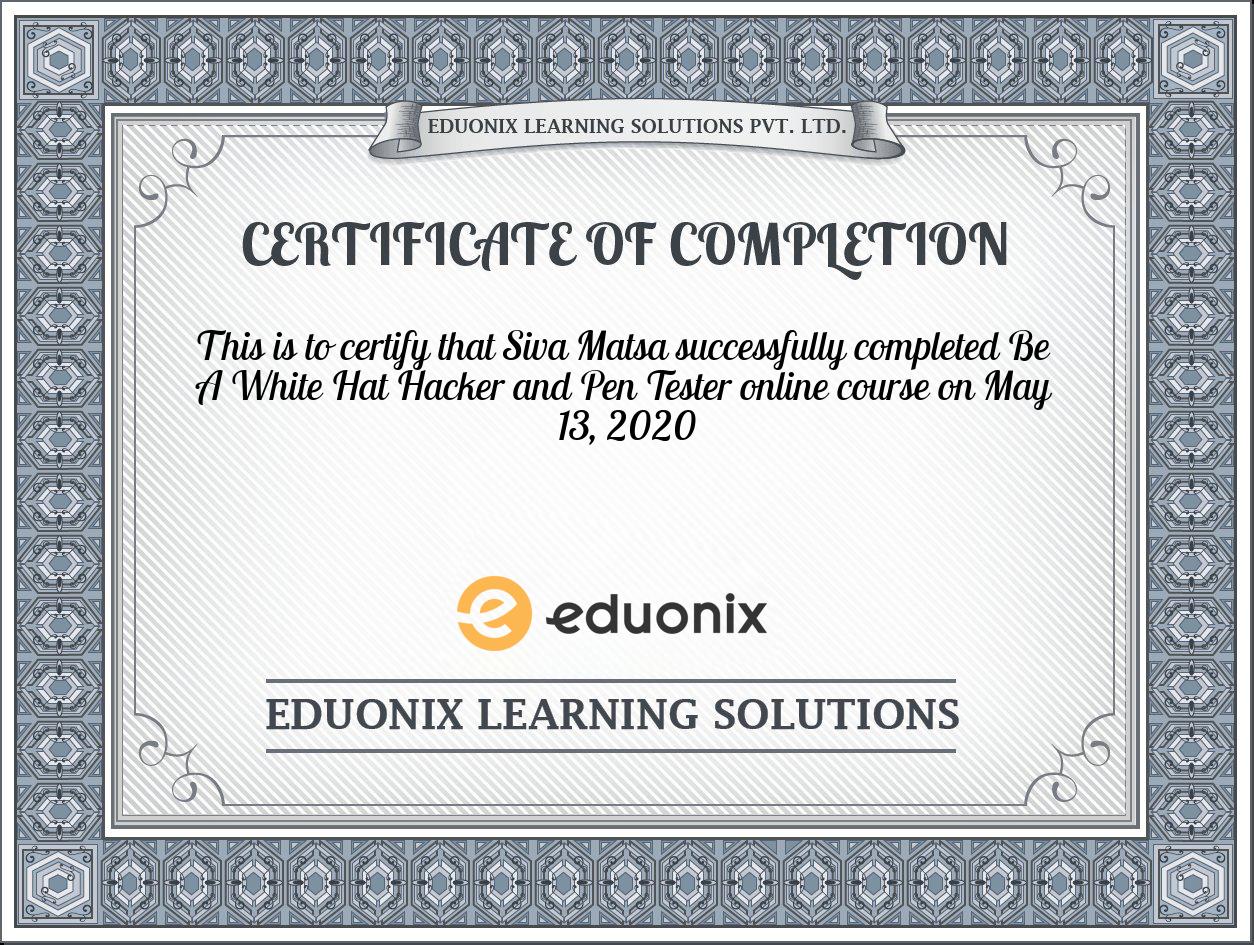 EDUONIX LEARNING SOLUTIONS PVT. LTD.
CERTIFICATE OF COMPLETION
This is to certify that Siva Matsa successfully completed Be
A White Hat Hacker and Pen Tester online course on May
13, 2020
eduonix
EDUONIX LEARNING SOLUTIONS